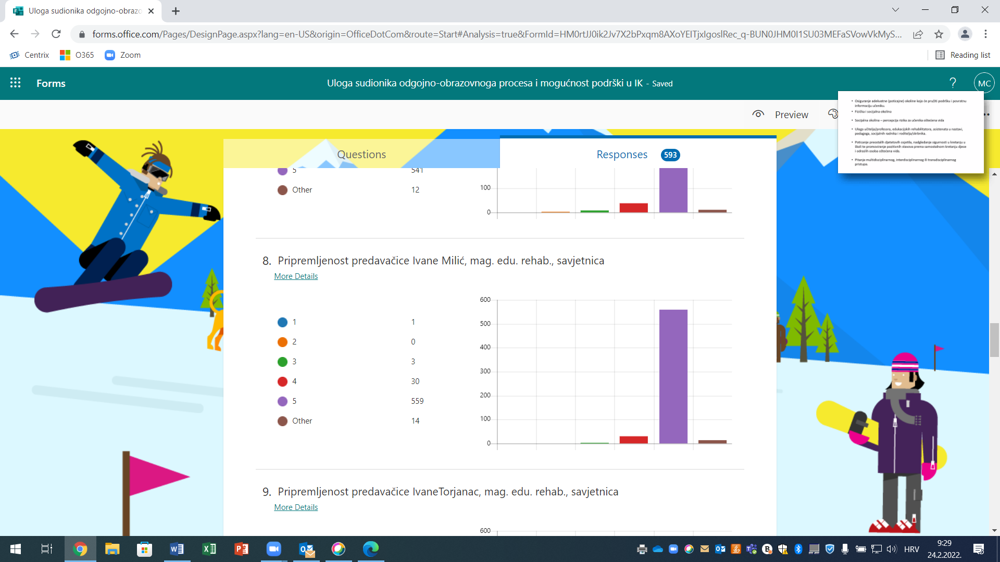 Uloga sudionika odgojno-obrazo
forms.office.com/Pages/DesignPage.aspx?lang=en-US&origin=OfficeDotCom&route=Start#Analysis=true&FormId=HM0rtJJ0ik2Jv7X2bPxqm8AXoYEITjxIgoslRec_q-BUN0JHM0I1SU03MEFaSVowVkMyS...
Centrix O365 Zoom Reading list
Forms Uloga sudionika odgojno-obrazovnoga procesa i mogućnost podrški u IK - Saved ? MC
Preview
• Osiguranje adekvatne (poticajne) okoline koja će pružiti podršku i povratnu
informaciju učeniku.
• Fizička i socijalna okolina
• Socijalna okolina – percepcija rizika za učenika oštećena vida
• Uloga učitelja/profesora, edukacijskih rehabilitatora, asistenata u nastavi,
pedagoga, socijalnih radnika i roditelja/skrbnika.
• Poticanje preostalih djetetovih osjetila, nadgledanje sigurnosti u kretanju u
školi te promoviranje pozitivnih stavova prema samostalnom kretanju djece
i odraslih osoba oštećena vida.
• Pitanje multidisciplinarnog, interdisciplinarnog ili transdisciplinarnog
pristupa.
Questions Responses 593
5 541
Other 12
100
0
8. Pripremljenost predavačice Ivane Milić, mag. edu. rehab., savjetnica
More Details
600
500
400
300
200
100
0
1 1
2 0
3 3
4 30
5 559
Other 14
9. Pripremljenost predavačice IvaneTorjanac, mag. edu. rehab., savjetnica
More Details
600
HRV
9:29
24.2.2022.